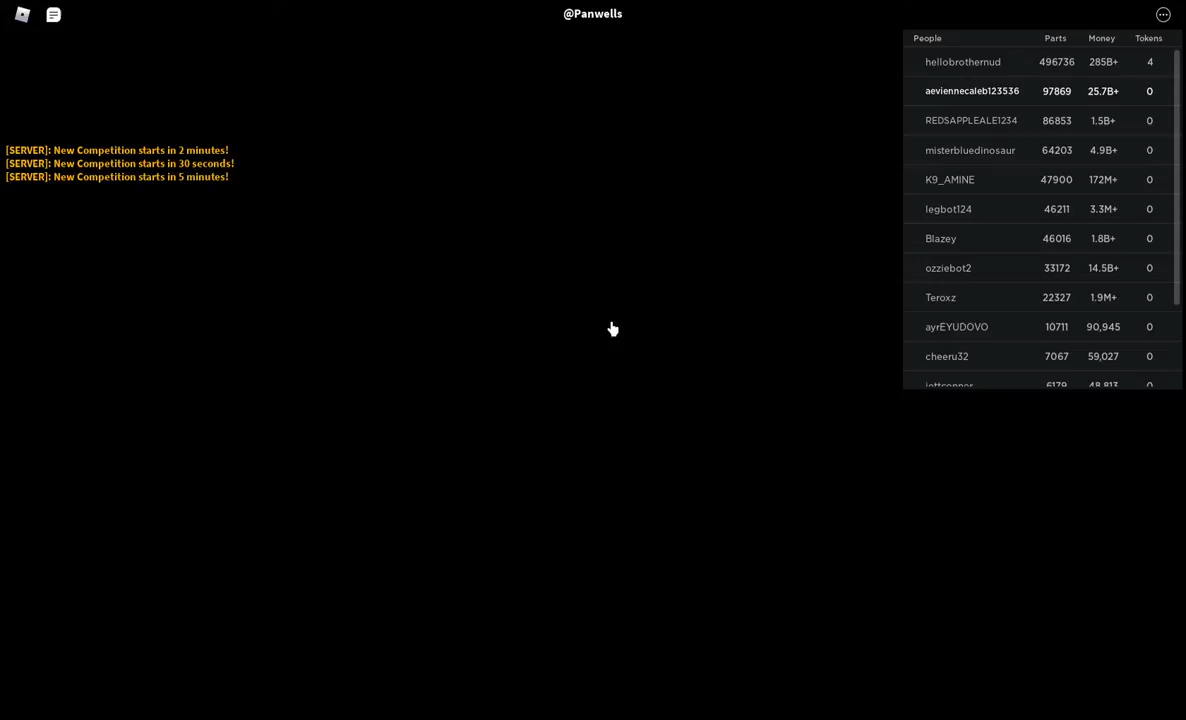 @Panwells
People Parts Money Tokens
hellobrothernud 496736 285B+ 4
aeviennecaleb123536 97869 25.7B+ 0
REDSAPPLEALE1234 86853 1.5B+ 0
[SERVER]: New Competition starts in 2 minutes!
misterbluedinosaur 64203 4.9B+ 0
[SERVER]: New Competition starts in 30 seconds!
[SERVER]: New Competition starts in 5 minutes!
K9_AMINE 47900 172M+ 0
legbot124 46211 3.3M+ 0
Blazey 46016 1.8B+ 0
ozziebot2 33172 14.5B+ 0
Teroxz 22327 1.9M+ 0
ayrEYUDOVO 10711 90,945 0
cheeru32 7067 59,027 0
6179 48,813 0